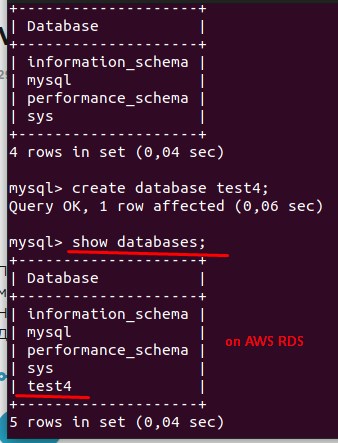 +--------------------+
| Database           |
+--------------------+
| information_schema |
| mysql              |
| performance_schema |
| sys                |
+--------------------+
4 rows in set (0,04 sec)
mysql> create database test4;
Query OK, 1 row affected (0,06 sec)
mysql> show databases;
+--------------------+
| Database           |
+--------------------+
| information_schema |
| mysql              |
| performance_schema |
| sys                |
| test4              |
+--------------------+
5 rows in set (0,04 sec)
on AWS RDS